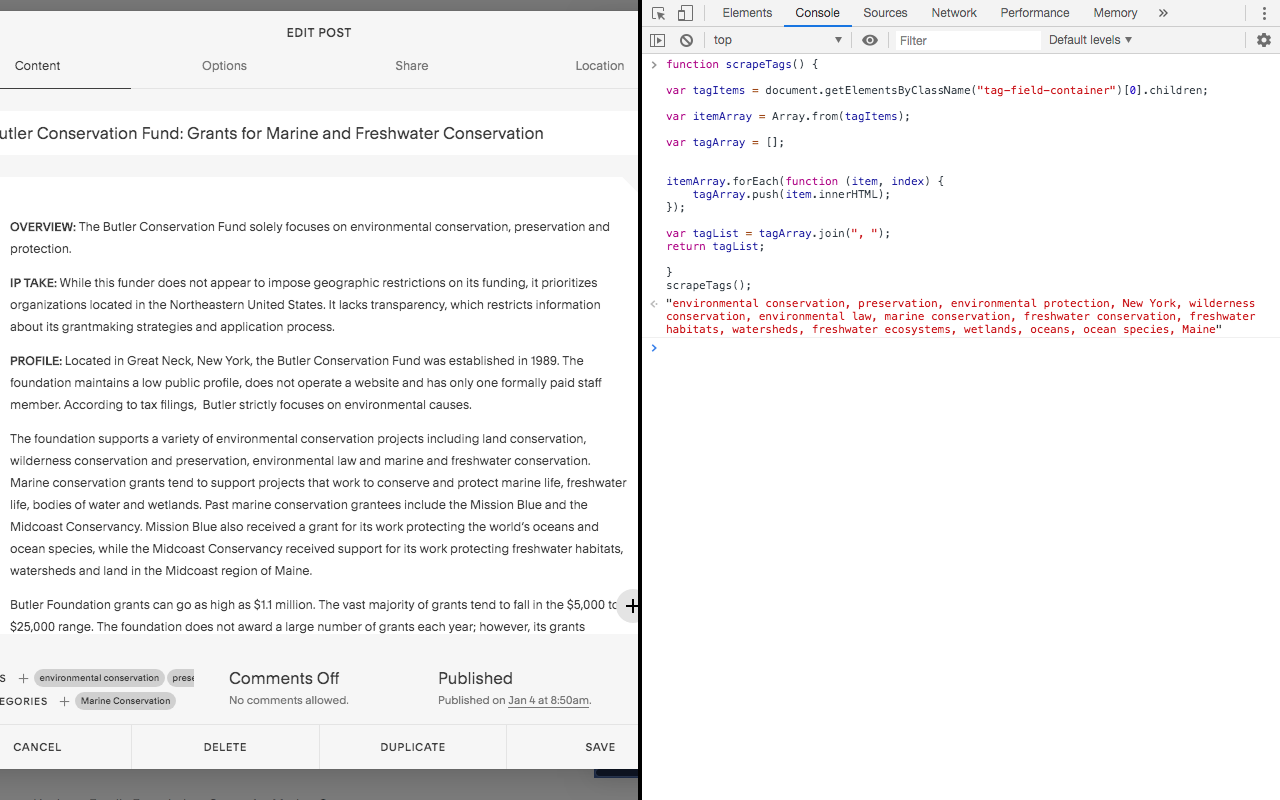 EDIT POST
Content Options Share Location
utler Conservation Fund: Grants for Marine and Freshwater Conservation
OVERVIEW: The Butler Conservation Fund solely focuses on environmental conservation, preservation and
protection.
IP TAKE: While this funder does not appear to impose geographic restrictions on its funding, it prioritizes
organizations located in the Northeastern United States. It lacks transparency, which restricts information
about its grantmaking strategies and application process.
PROFILE: Located in Great Neck, New York, the Butler Conservation Fund was established in 1989. The
foundation maintains a low public profile, does not operate a website and has only one formally paid staff
member. According to tax filings,  Butler strictly focuses on environmental causes.
The foundation supports a variety of environmental conservation projects including land conservation,
wilderness conservation and preservation, environmental law and marine and freshwater conservation.
Marine conservation grants tend to support projects that work to conserve and protect marine life, freshwater
life, bodies of water and wetlands. Past marine conservation grantees include the Mission Blue and the
Midcoast Conservancy. Mission Blue also received a grant for its work protecting the world's oceans and
ocean species, while the Midcoast Conservancy received support for its work protecting freshwater habitats,
watersheds and land in the Midcoast region of Maine.
Butler Foundation grants can go as high as $1.1 million. The vast majority of grants tend to fall in the $5,000 to
$25,000 range. The foundation does not award a large number of grants each year; however, its grants
S + environmental conservation prese
EGORIES + Marine Conservation
Comments Off
No comments allowed.
Published
Published on Jan 4 at 8:50am.
CANCEL DELETE DUPLICATE SAVE
Elements Console Sources Network Performance Memory »
top Filter Default levels
function scrapeTags() {
var tagItems = document.getElementsByClassName("tag-field-container")[0].children;
var itemArray = Array.from(tagItems);
var tagArray = [];
itemArray.forEach(function (item, index) {
tagArray.push(item.innerHTML);
});
var tagList = tagArray.join(", ");
return tagList;
}
scrapeTags();
"environmental conservation, preservation, environmental protection, New York, wilderness
conservation, environmental law, marine conservation, freshwater conservation, freshwater
habitats, watersheds, freshwater ecosystems, wetlands, oceans, ocean species, Maine"